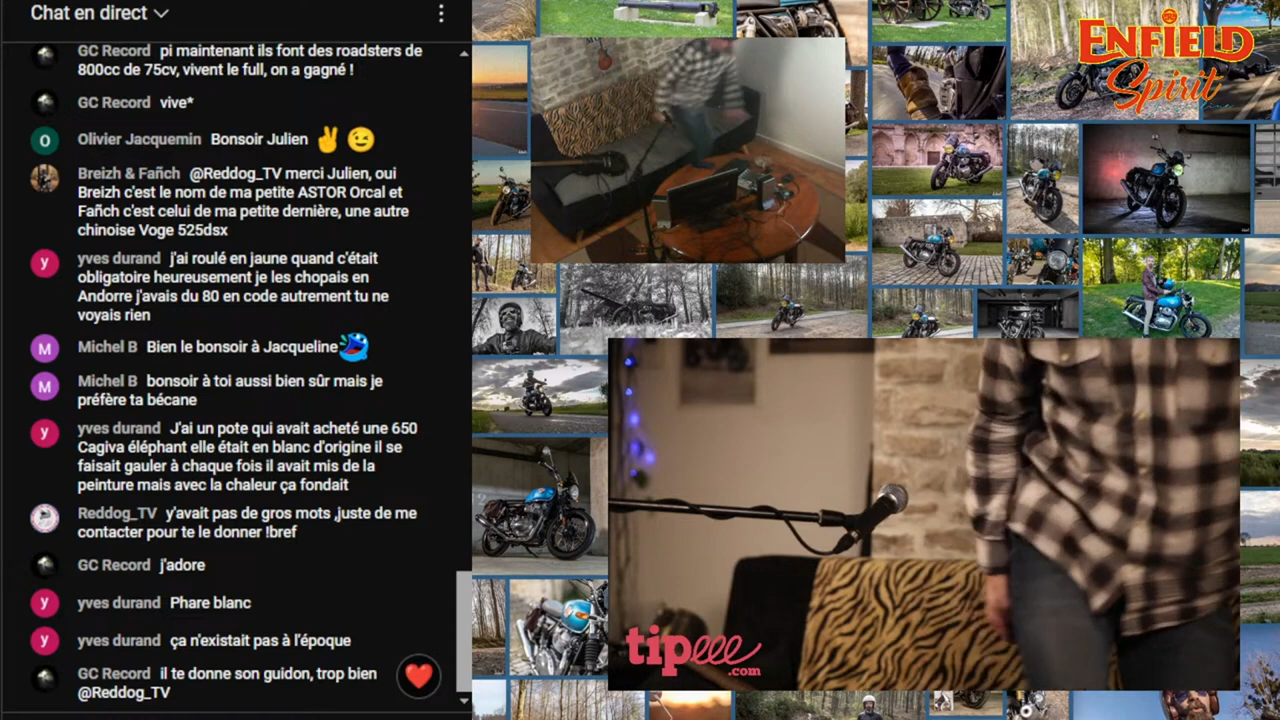 Chat en direct
GC Record pi maintenant ils font des roadsters de
800cc de 75cv, vivent le full, on a gagné !
GC Record vive*
O
Olivier Jacquemin Bonsoir Julien
Breizh & Fañch @Reddog_TV merci Julien, oui
Breizh c'est le nom de ma petite ASTOR Orcal et
Fañch c'est celui de ma petite dernière, une autre
chinoise Voge 525dsx
y
yves durand j'ai roulé en jaune quand c'était
obligatoire heureusement je les chopais en
Andorre j'avais du 80 en code autrement tu ne
voyais rien
M
Michel B Bien le bonsoir à Jacqueline
M
Michel B bonsoir à toi aussi bien sûr mais je
préfère ta bécane
y
yves durand J'ai un pote qui avait acheté une 650
Cagiva éléphant elle était en blanc d'origine il se
faisait gauler à chaque fois il avait mis de la
peinture mais avec la chaleur ça fondait
Reddog_TV y'avait pas de gros mots ,juste de me
contacter pour te le donner !bref
GC Record j'adore
y
yves durand Phare blanc
y
yves durand ça n'existait pas à l'époque
GC Record il te donne son guidon, trop bien
@Reddog_TV
ENFIELD
Spirit
tipeee
.com